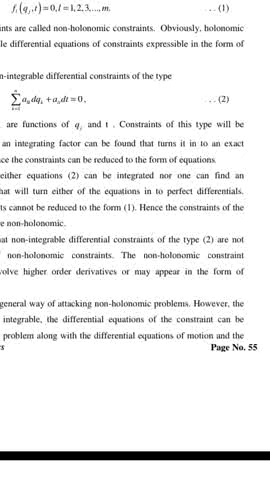 f_l (q_j, t) = 0, l = 1, 2, 3, ..., m. . . . (1)
ints are called non-holonomic constraints. Obviously, holonomic
le differential equations of constraints expressible in the form of
n-integrable differential constraints of the type
∑_{k=1}^{n} a_{lk} dq_k + a_{lt} dt = 0, . . . (2)
are functions of q_j and t . Constraints of this type will be
an integrating factor can be found that turns it in to an exact
ce the constraints can be reduced to the form of equations.
either equations (2) can be integrated nor one can find an
hat will turn either of the equations in to perfect differentials.
ts cannot be reduced to the form (1). Hence the constraints of the
re non-holonomic.
hat non-integrable differential constraints of the type (2) are not
non-holonomic constraints. The non-holonomic constraint
volve higher order derivatives or may appear in the form of
general way of attacking non-holonomic problems. However, the
integrable, the differential equations of the constraint can be
problem along with the differential equations of motion and the
s Page No. 55